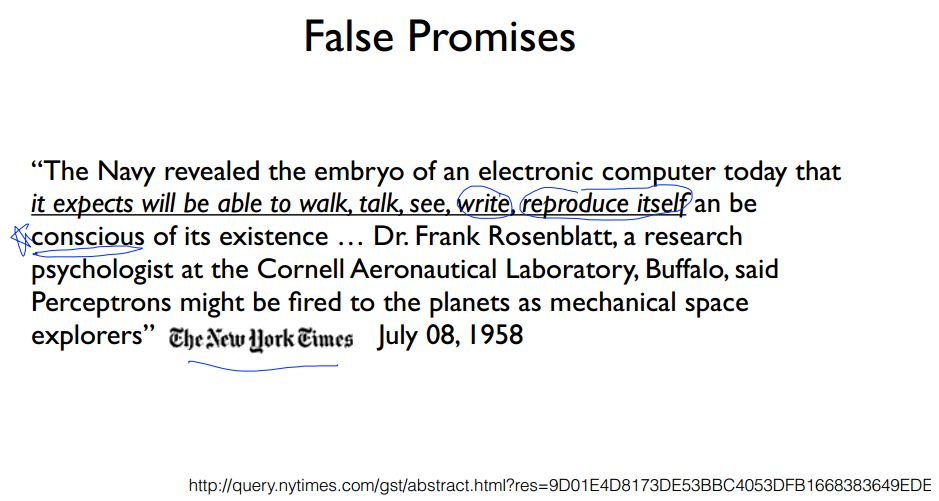 False Promises
“The Navy revealed the embryo of an electronic computer today that
it expects will be able to walk, talk, see, write, reproduce itself an be
conscious of its existence … Dr. Frank Rosenblatt, a research
psychologist at the Cornell Aeronautical Laboratory, Buffalo, said
Perceptrons might be fired to the planets as mechanical space
explorers” The New York Times July 08, 1958
http://query.nytimes.com/gst/abstract.html?res=9D01E4D8173DE53BBC4053DFB1668383649EDE